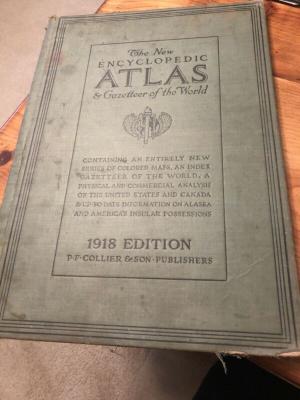 The New
ENCYCLOPEDIC
ATLAS
& Gazetteer of the World
CONTAINING AN ENTIRELY NEW
SERIES OF COLORED MAPS, AN INDEX
GAZETTEER OF THE WORLD, A
PHYSICAL AND COMMERCIAL ANALYSIS
OF THE UNITED STATES AND CANADA
& UP-TO-DATE INFORMATION ON ALASKA
AND AMERICA'S INSULAR POSSESSIONS
1918 EDITION
P·F·COLLIER & SON·PUBLISHERS